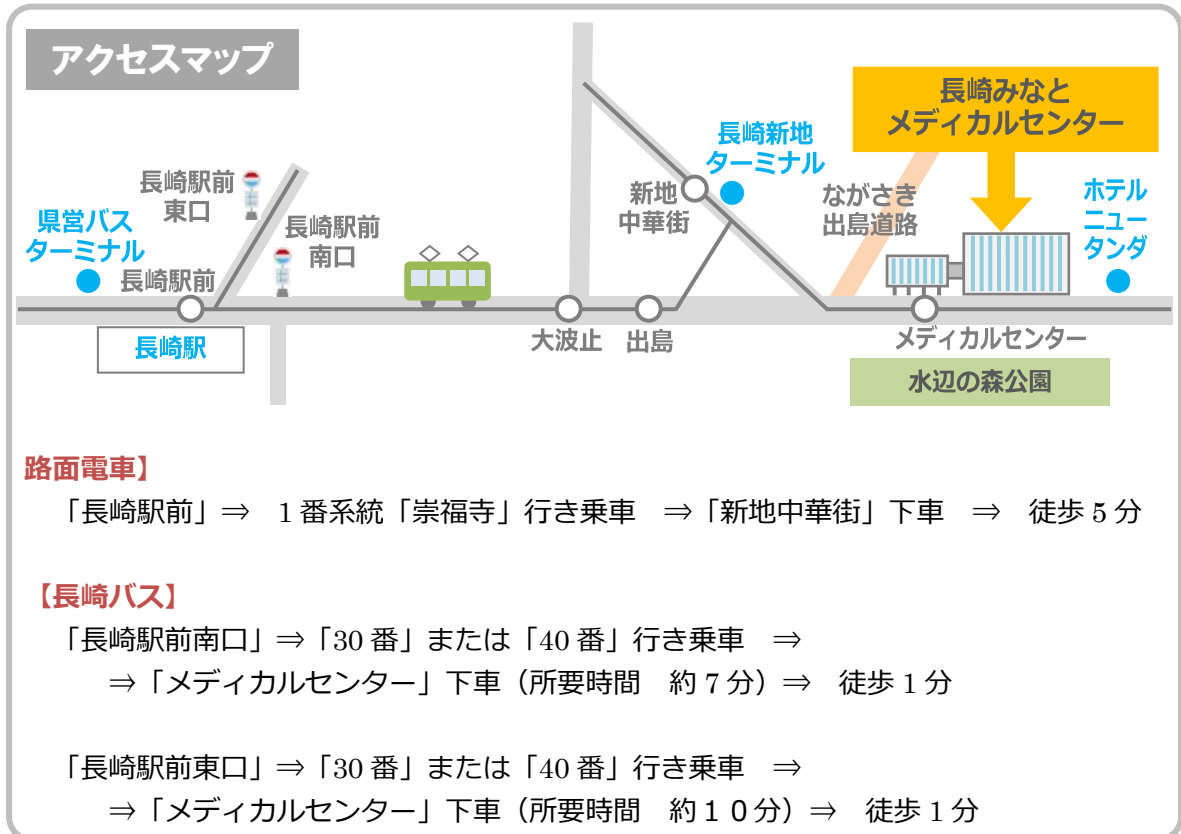 アクセスマップ
長崎みなと
メディカルセンター
長崎新地
ターミナル
長崎駅前
東口
新地
中華街
ながさき
出島道路
ホテル
ニュー
タンダ
県営バス
ターミナル
長崎駅前
南口
長崎駅前
長崎駅
大波止
出島
メディカルセンター
水辺の森公園
路面電車】
「長崎駅前」⇒　1番系統「崇福寺」行き乗車　⇒「新地中華街」下車　⇒　徒歩5分
【長崎バス】
「長崎駅前南口」⇒「30番」または「40番」行き乗車　⇒
⇒「メディカルセンター」下車（所要時間　約7分）⇒　徒歩1分
「長崎駅前東口」⇒「30番」または「40番」行き乗車　⇒
⇒「メディカルセンター」下車（所要時間　約１０分）⇒　徒歩1分